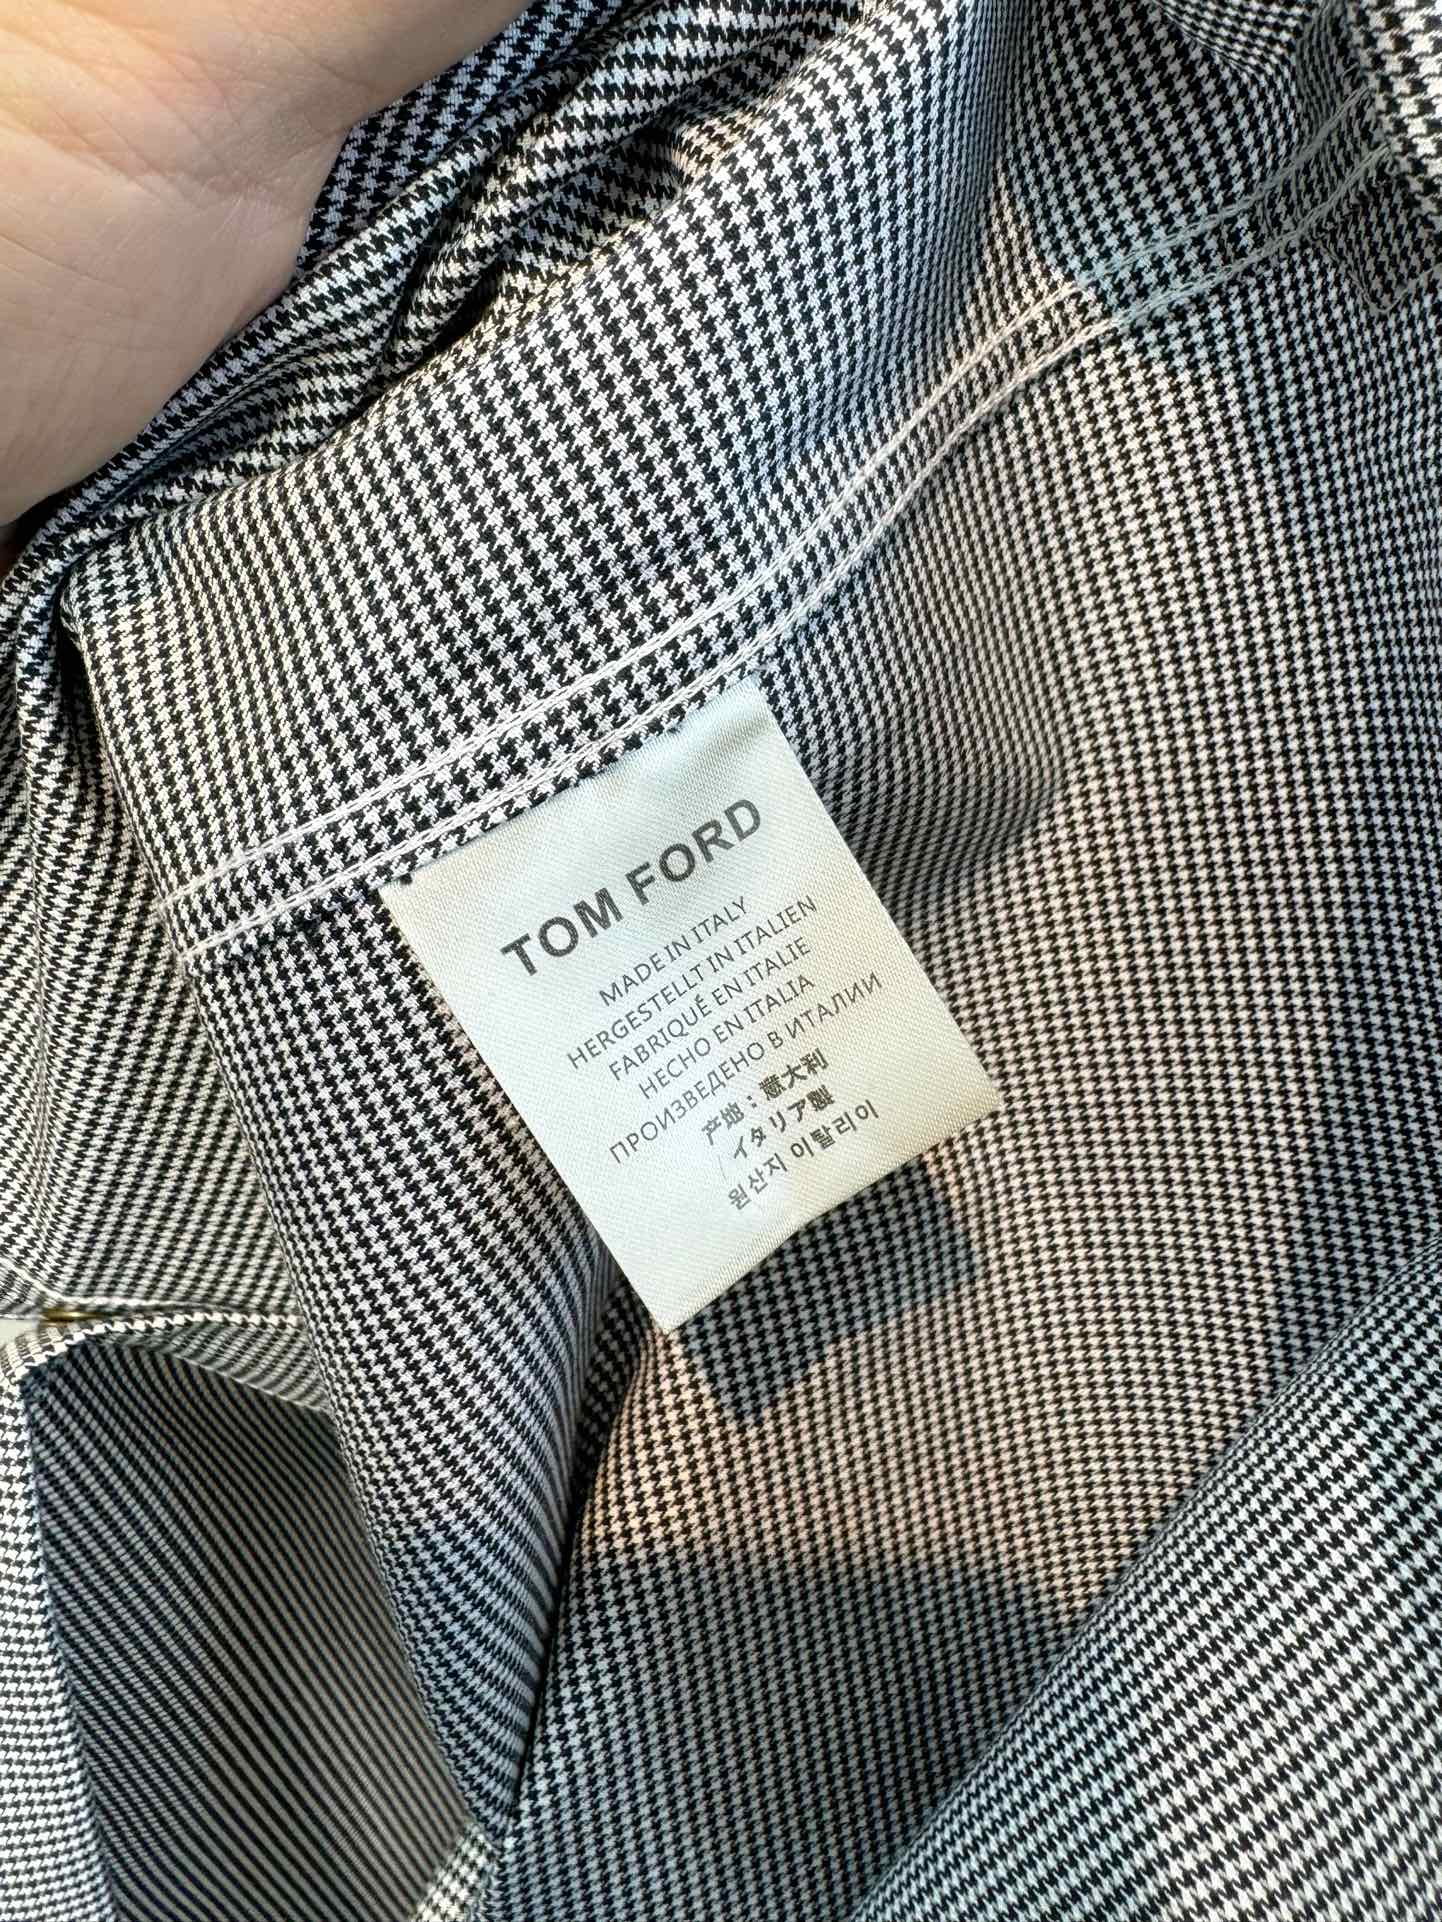 TOM FORD
MADE IN ITALY
HERGESTELLT IN ITALIEN
FABRIQUÉ EN ITALIE
HECHO EN ITALIA
ПРОИЗВЕДЕНО В ИТАЛИИ
产地：意大利
イタリア製
원산지 이탈리아